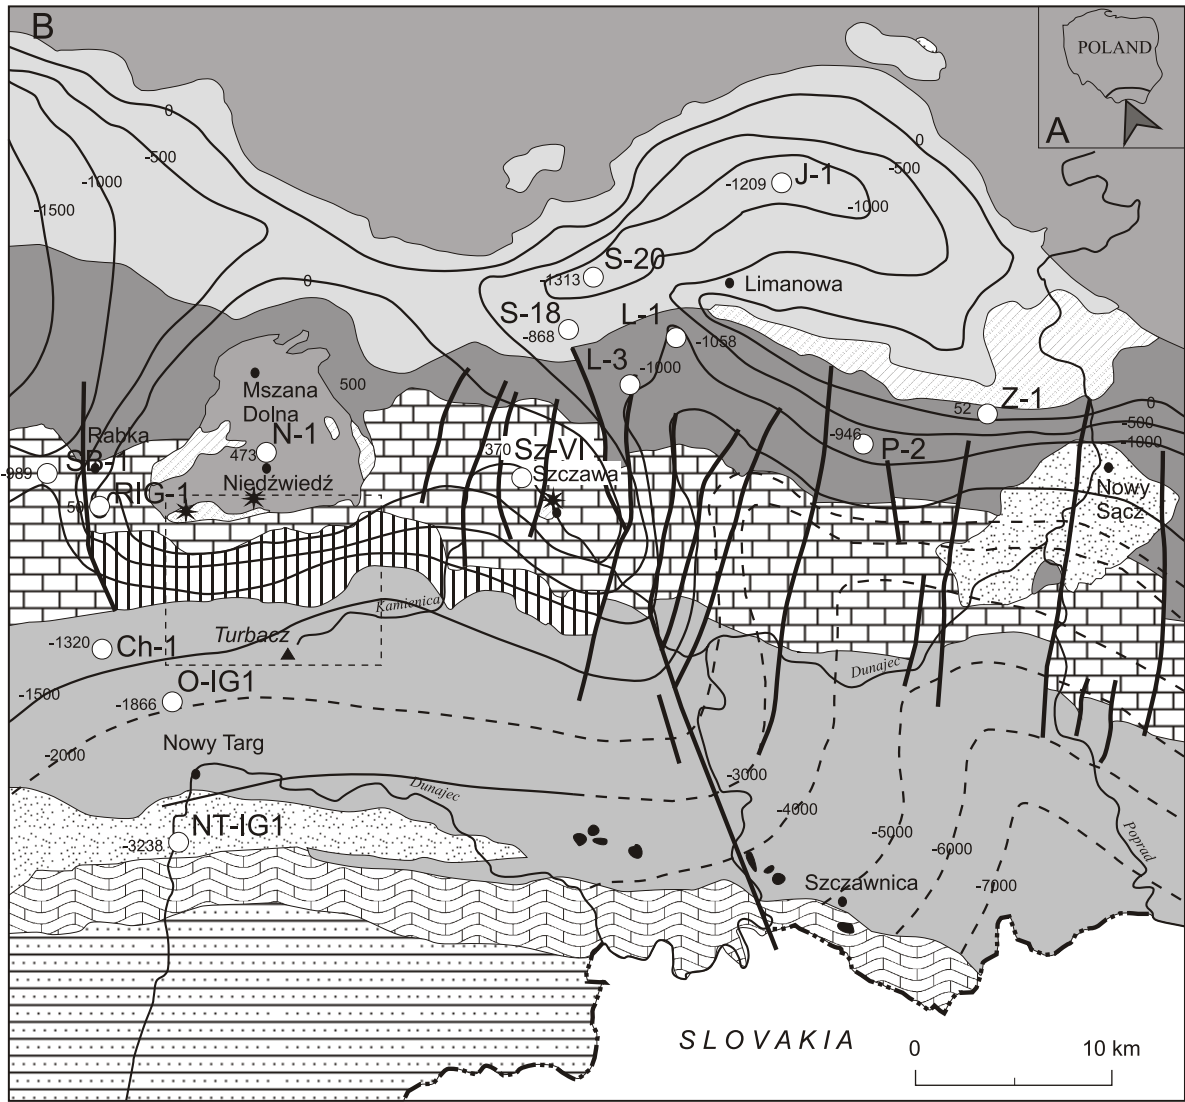 B
POLAND
A
0
-500
-1000
-1500
0
-500
-1000
-1209
J-1
S-20
-1313
Limanowa
0
S-18
-868
L-1
-1058
L-3
-1000
Mszana
Dolna
500
N-1
473
Niedźwiedź
Rabka
SP-1
-989
RIG-1
50
370
Sz-VI
Szczawa
52
Z-1
0
-500
-1000
-946
P-2
Nowy
Sącz
Kamienica
Turbacz
-1320
Ch-1
-1500
O-IG1
-1866
-2000
Nowy Targ
Dunajec
Dunajec
NT-IG1
-3238
-3000
-4000
-5000
-6000
-7000
Poprad
Szczawnica
SLOVAKIA
0
10 km